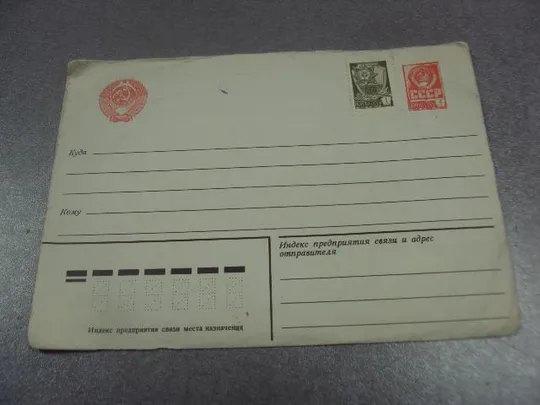 СССР
Куда
Кому
Индекс предприятия связи и адрес
отправителя
Индекс предприятия связи места назначения